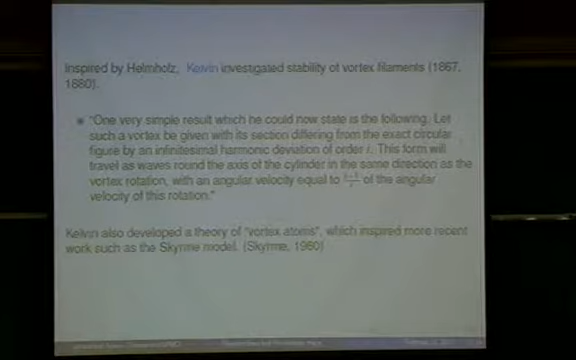 Inspired by Helmholz, Kelvin investigated stability of vortex filaments (1867,
1880).
"One very simple result which he could now state is the following. Let
such a vortex be given with its section differing from the exact circular
figure by an infinitesimal harmonic deviation of order i. This form will
travel as waves round the axis of the cylinder in the same direction as the
vortex rotation, with an angular velocity equal to of the angular
velocity of this rotation."
Kelvin also developed a theory of "vortex atoms", which inspired more recent
work such as the Skyrme model. (Skyrme, 1960)